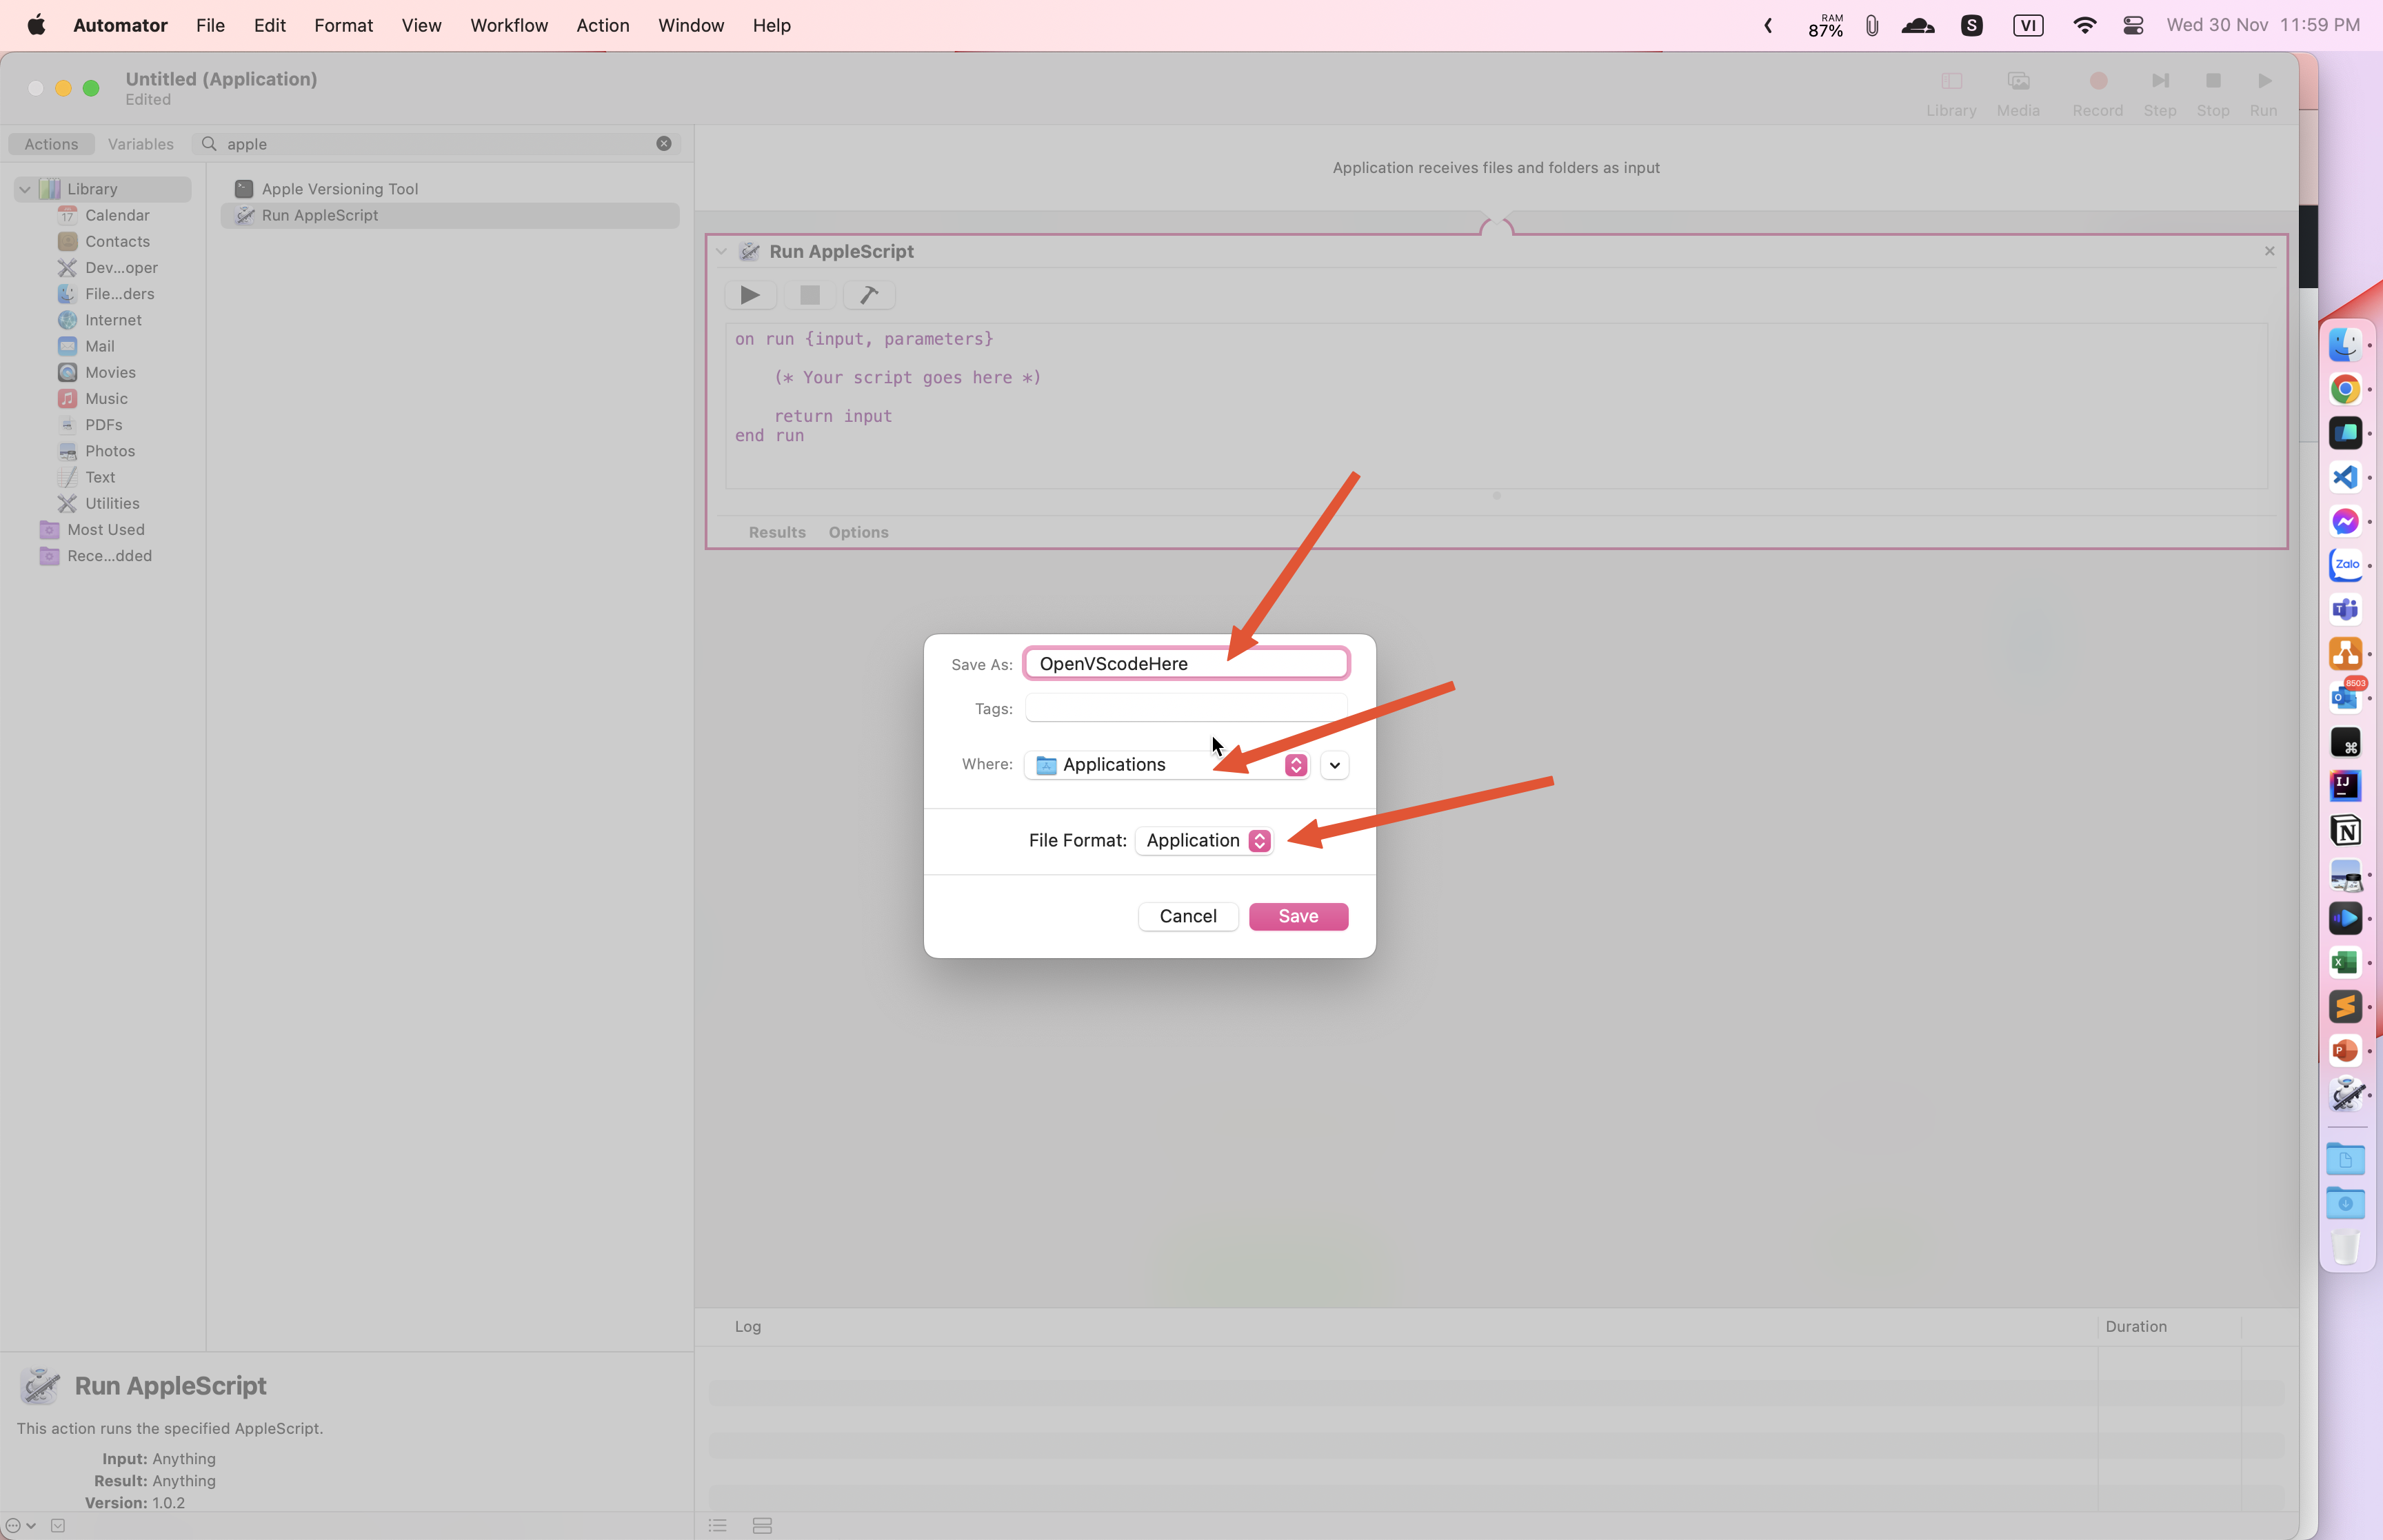 Automator File Edit Format View Workflow Action Window Help
RAM
87%
S
VI
Wed 30 Nov 11:59 PM
Untitled (Application)
Edited
Library Media Record Step Stop Run
Actions Variables apple
Application receives files and folders as input
Library
Calendar
Contacts
Dev...oper
File...ders
Internet
Mail
Movies
Music
PDFs
Photos
Text
Utilities
Most Used
Rece...dded
17
Apple Versioning Tool
Run AppleScript
Run AppleScript
on run {input, parameters}
(* Your script goes here *)
return input
end run
Results Options
Save As: OpenVScodeHere
Tags:
Where: Applications
File Format: Application
Cancel Save
Zalo
8503
IJ
Log Duration
Run AppleScript
This action runs the specified AppleScript.
Input: Anything
Result: Anything
Version: 1.0.2